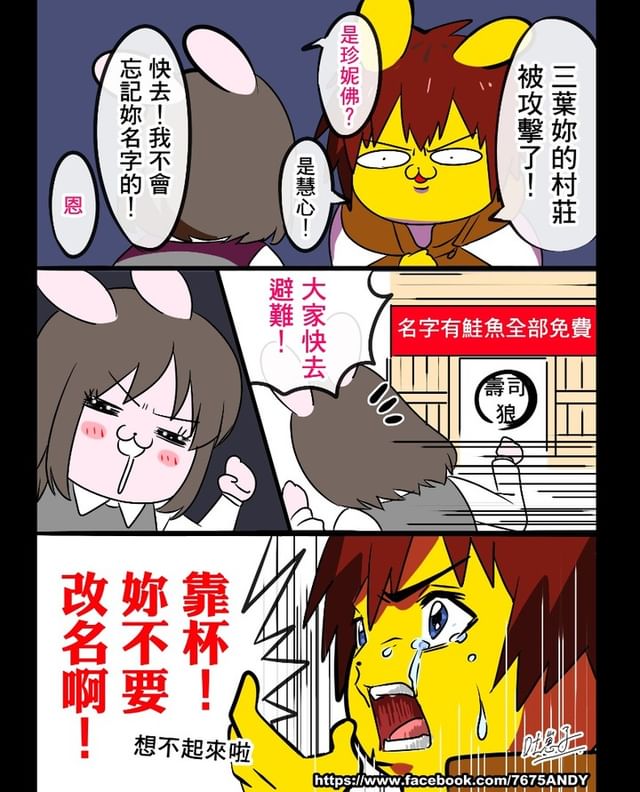 三葉妳的村莊
被攻擊了！
是珍妮佛？
是慧心！
快去！我不會
忘記妳名字的！
恩
名字有鮭魚全部免費
壽司
狼
大家快去
避難！
靠杯！
妳不要
改名啊！
想不起來啦
https://www.facebook.com/7675ANDY